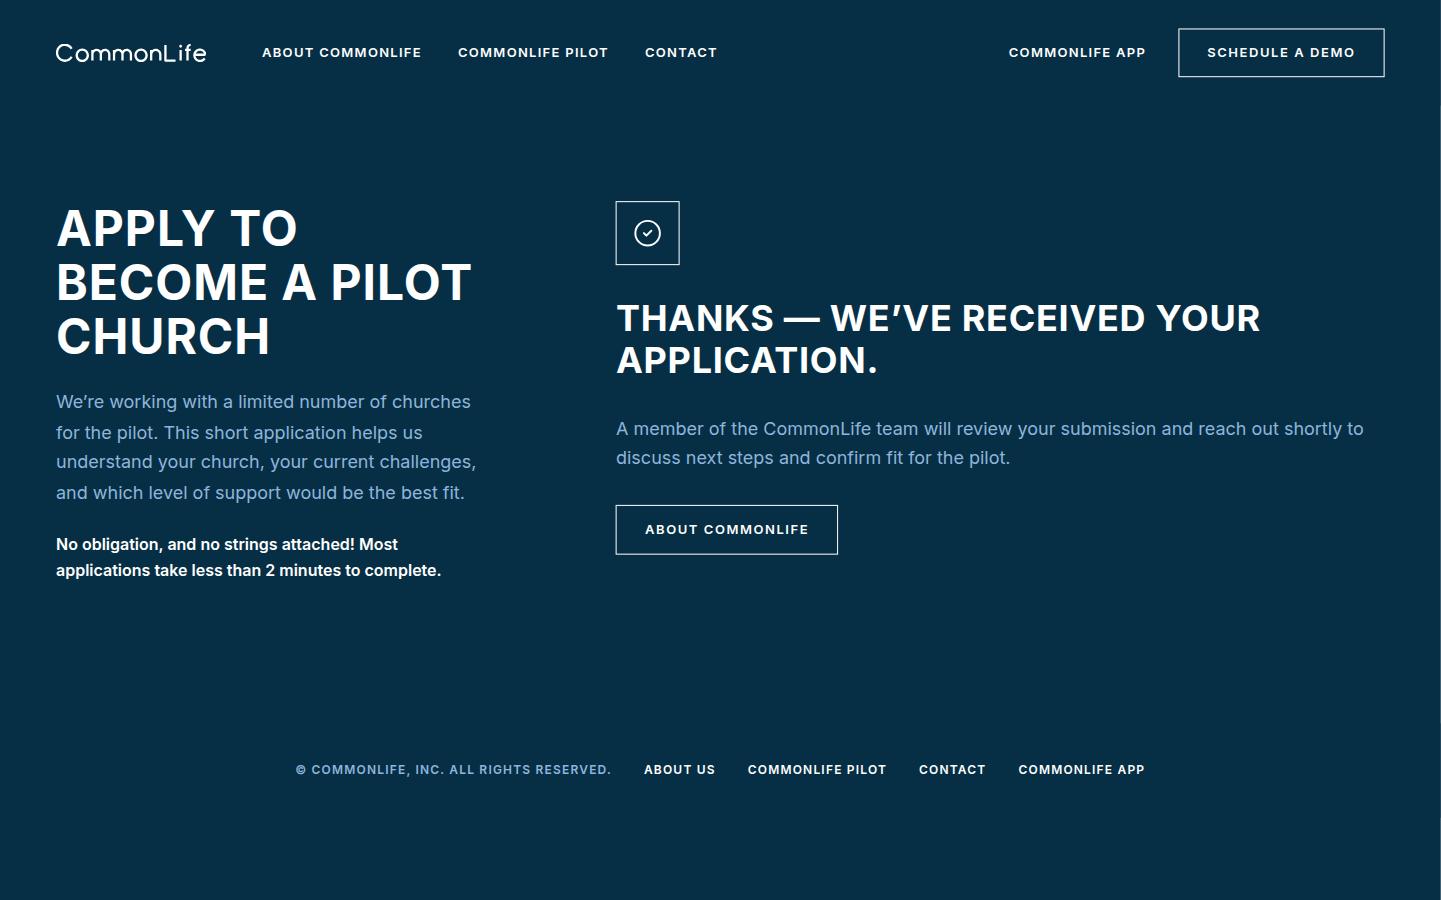 CommonLife
ABOUT COMMONLIFE
COMMONLIFE PILOT
CONTACT
COMMONLIFE APP
SCHEDULE A DEMO
APPLY TO
BECOME A PILOT
CHURCH
We’re working with a limited number of churches
for the pilot. This short application helps us
understand your church, your current challenges,
and which level of support would be the best fit.
No obligation, and no strings attached! Most
applications take less than 2 minutes to complete.
THANKS — WE’VE RECEIVED YOUR
APPLICATION.
A member of the CommonLife team will review your submission and reach out shortly to
discuss next steps and confirm fit for the pilot.
ABOUT COMMONLIFE
© COMMONLIFE, INC. ALL RIGHTS RESERVED.
ABOUT US
COMMONLIFE PILOT
CONTACT
COMMONLIFE APP